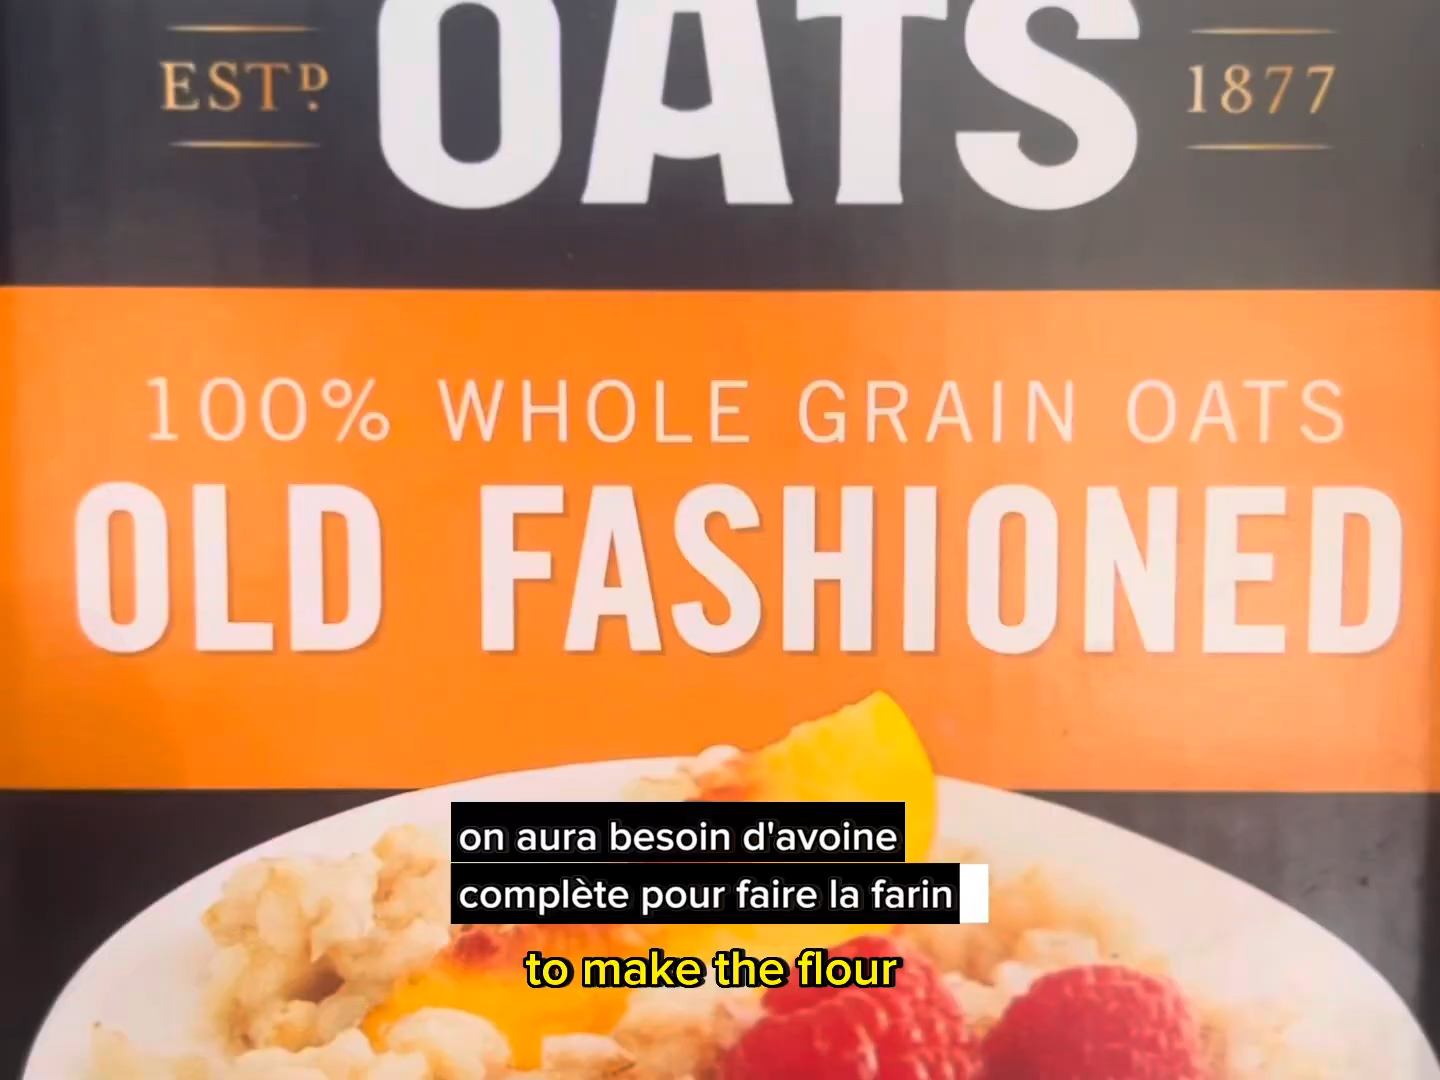 OATS
ESTD.
1877
100% WHOLE GRAIN OATS
OLD FASHIONED
on aura besoin d'avoine
complète pour faire la farin
to make the flour